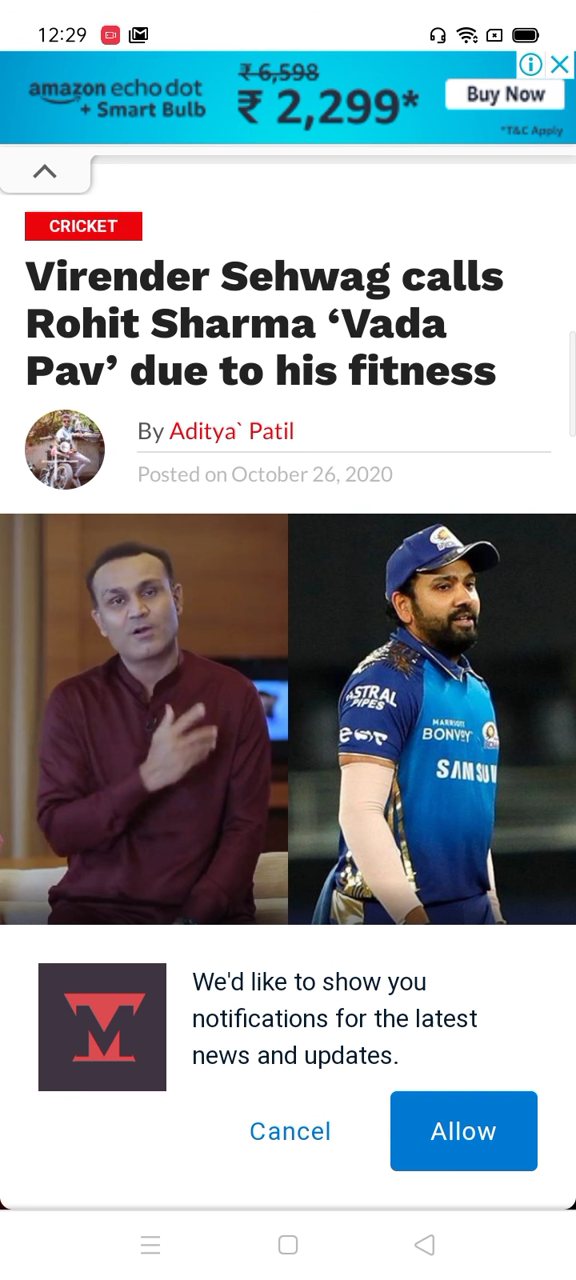 12:29
amazon echo dot
+ Smart Bulb
₹ 6,598
₹ 2,299*
Buy Now
*T&C Apply
CRICKET
Virender Sehwag calls
Rohit Sharma ‘Vada
Pav’ due to his fitness
By Aditya` Patil
Posted on October 26, 2020
ASTRAL
PIPES
MARRIOTT
BONVOY
SAMSU
We'd like to show you
notifications for the latest
news and updates.
Cancel
Allow